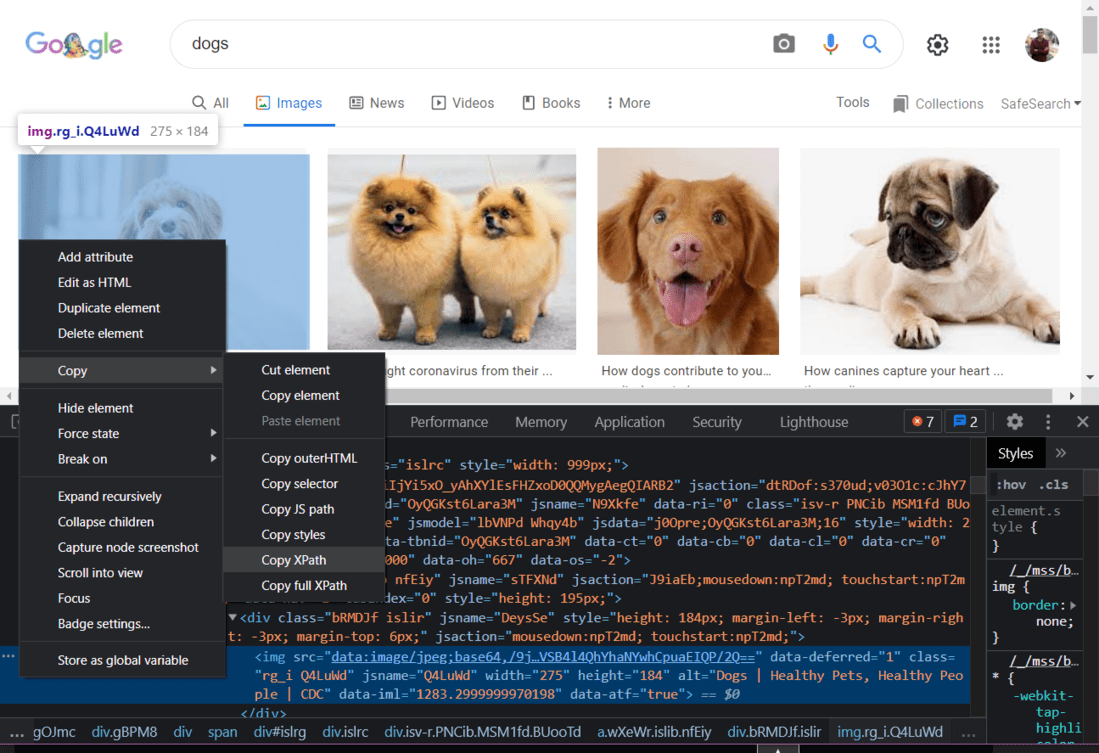 Google
dogs
All Images News Videos Books More Tools Collections SafeSearch
img.rg_i.Q4LuWd 275 × 184
ght coronavirus from their ... How dogs contribute to you... How canines capture your heart ...
Add attribute
Edit as HTML
Duplicate element
Delete element
Copy
Hide element
Force state
Break on
Expand recursively
Collapse children
Capture node screenshot
Scroll into view
Focus
Badge settings...
Store as global variable
Cut element
Copy element
Paste element
Copy outerHTML
Copy selector
Copy JS path
Copy styles
Copy XPath
Copy full XPath
Performance Memory Application Security Lighthouse 7 2
s="islrc" style="width: 999px;">
iIjYi5xO_yAhXYlEsFHZxoD0QQMygAegQIARB2" jsaction="dtRDof:s370ud;v03O1c:cJhY7
d="OyQGKst6Lara3M" jsname="N9Xkfe" data-ri="0" class="isv-r PNCib MSM1fd BUo
e" jsmodel="lbVNPd Whqy4b" jsdata="j0Opre;OyQGKst6Lara3M;16" style="width: 2
ta-tbnid="OyQGKst6Lara3M" data-ct="0" data-cb="0" data-cl="0" data-cr="0"
000" data-oh="667" data-os="-2">
nfEiy" jsname="sTFXNd" jsaction="J9iaEb;mousedown:npT2md; touchstart:npT2m
="0" style="height: 195px;">
<div class="bRMDJf islir" jsname="DeysSe" style="height: 184px; margin-left: -3px; margin-righ
t: -3px; margin-top: 6px;" jsaction="mousedown:npT2md; touchstart:npT2md;">
<img src="data:image/jpeg;base64,/9j…VSB4l4QhYhaNYwhCpuaEIQP/2Q==" data-deferred="1" class=
"rg_i Q4LuWd" jsname="Q4LuWd" width="275" height="184" alt="Dogs | Healthy Pets, Healthy Peo
ple | CDC" data-iml="1283.2999999970198" data-atf="true"> == $0
</div>
Styles
:hov .cls
element.s
tyle {
}
/_/mss/b…
img {
border:
none;
}
/_/mss/b…
* {
-webkit-
tap-
highli
... gOJmc div.gBPM8 div span div#islrg div.islrc div.isv-r.PNCib.MSM1fd.BUooTd a.wXeWr.islib.nfEiy div.bRMDJf.islir img.rg_i.Q4LuWd ...